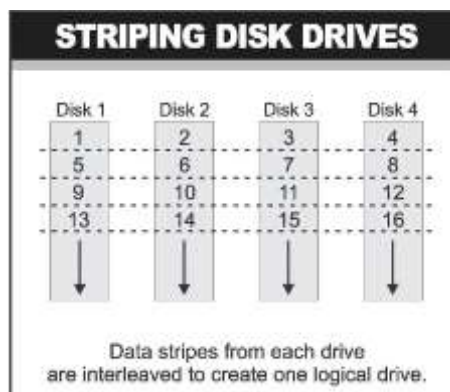 STRIPING DISK DRIVES
Disk 1 Disk 2 Disk 3 Disk 4
1 2 3 4
5 6 7 8
9 10 11 12
13 14 15 16
Data stripes from each drive
are interleaved to create one logical drive.